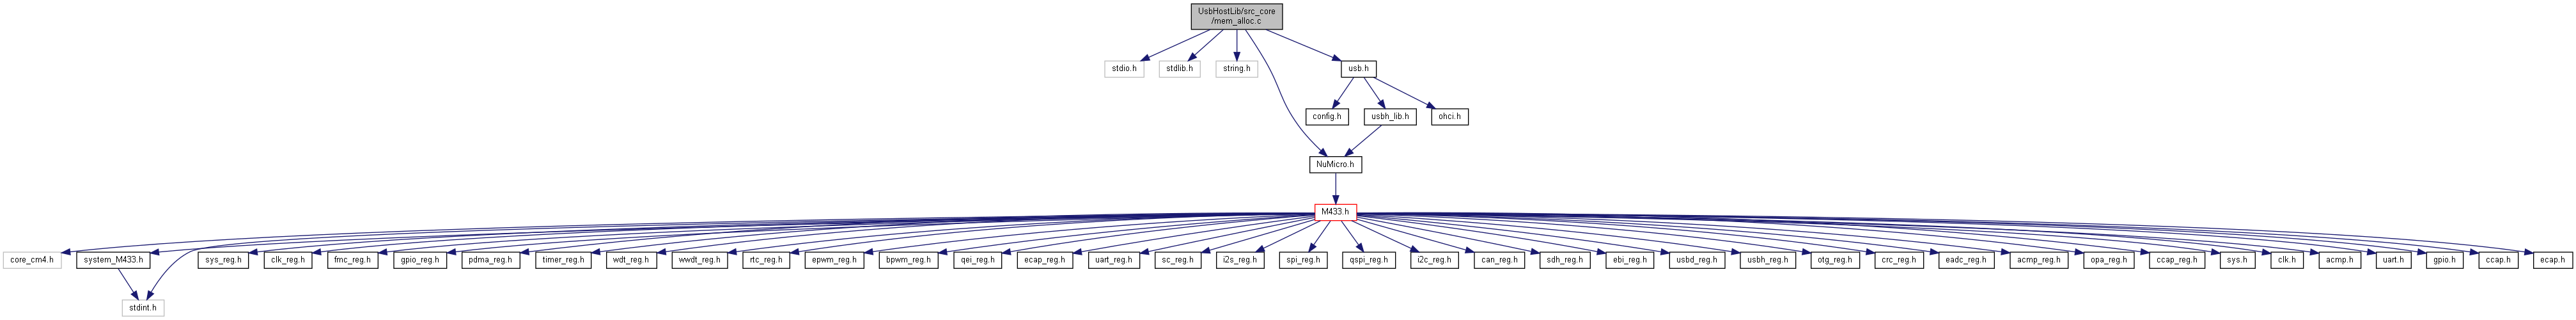 UsbHostLib/src_core
/mem_alloc.c
stdio.h
stdlib.h
string.h
usb.h
config.h
usbh_lib.h
ohci.h
NuMicro.h
M433.h
core_cm4.h
system_M433.h
sys_reg.h
clk_reg.h
fmc_reg.h
gpio_reg.h
pdma_reg.h
timer_reg.h
wdt_reg.h
wwdt_reg.h
rtc_reg.h
epwm_reg.h
bpwm_reg.h
qei_reg.h
ecap_reg.h
uart_reg.h
sc_reg.h
i2s_reg.h
spi_reg.h
qspi_reg.h
i2c_reg.h
can_reg.h
sdh_reg.h
ebi_reg.h
usbd_reg.h
usbh_reg.h
otg_reg.h
crc_reg.h
eadc_reg.h
acmp_reg.h
opa_reg.h
ccap_reg.h
sys.h
clk.h
acmp.h
uart.h
gpio.h
ccap.h
ecap.h
stdint.h